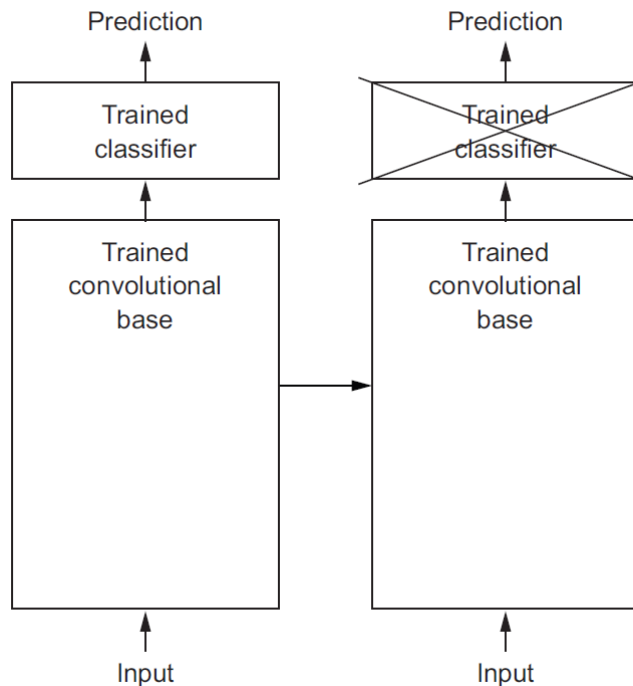 Prediction
Trained
classifier
Trained
convolutional
base
Input
Prediction
Trained
classifier
Trained
convolutional
base
Input